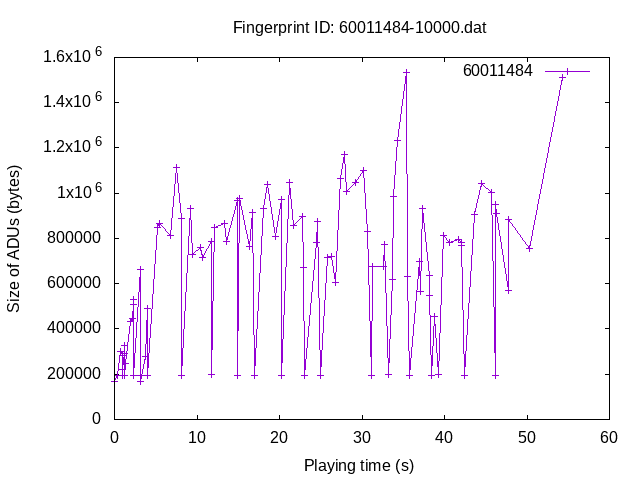 Fingerprint ID: 60011484-10000.dat
1.6x10^6
1.4x10^6
1.2x10^6
1x10^6
800000
600000
400000
200000
0
Size of ADUs (bytes)
60011484
0 10 20 30 40 50 60
Playing time (s)